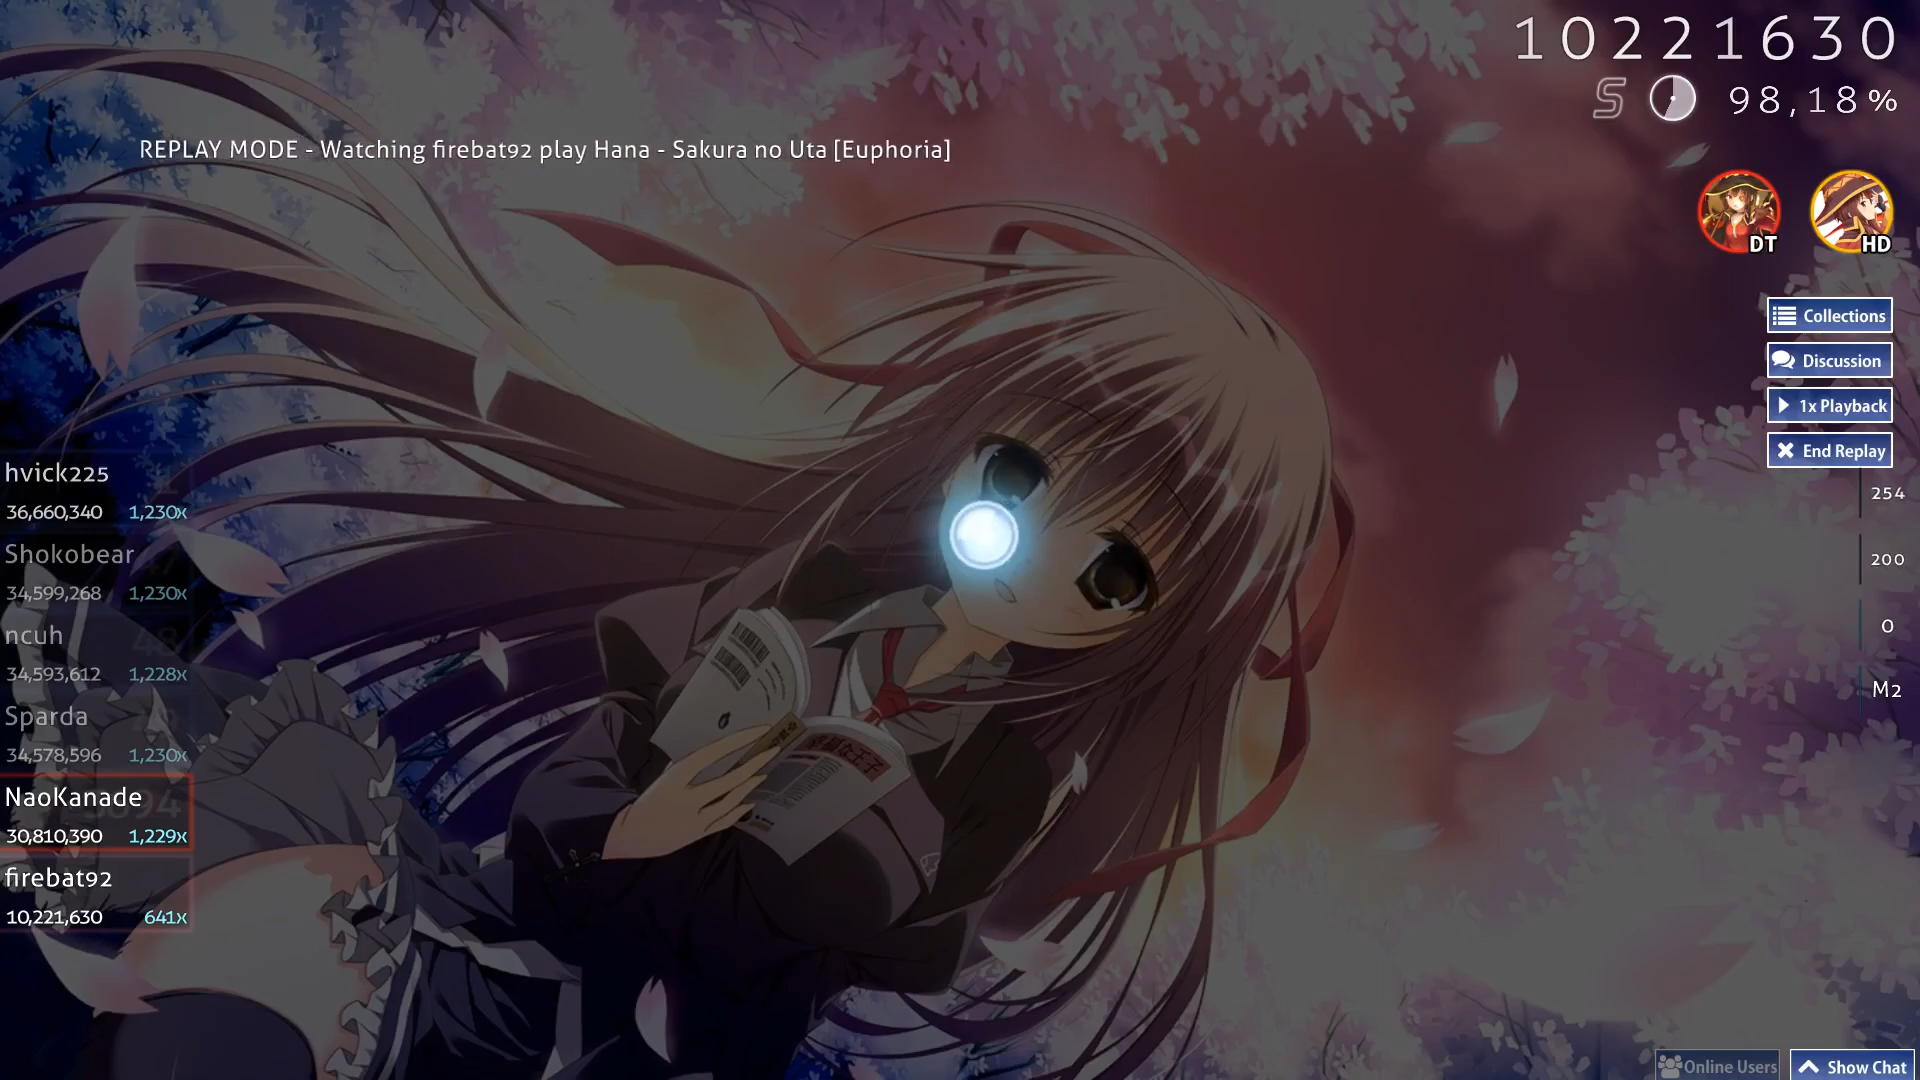 10221630
S 98,18%
REPLAY MODE - Watching firebat92 play Hana - Sakura no Uta [Euphoria]
DT
HD
Collections
Discussion
1x Playback
End Replay
254
200
0
M2
hvick225
36,660,340 1,230x
Shokobear
34,599,268 1,230x
ncuh
34,593,612 1,228x
Sparda
34,578,596 1,230x
NaoKanade
30,810,390 1,229x
firebat92
10,221,630 641x
Online Users
Show Chat